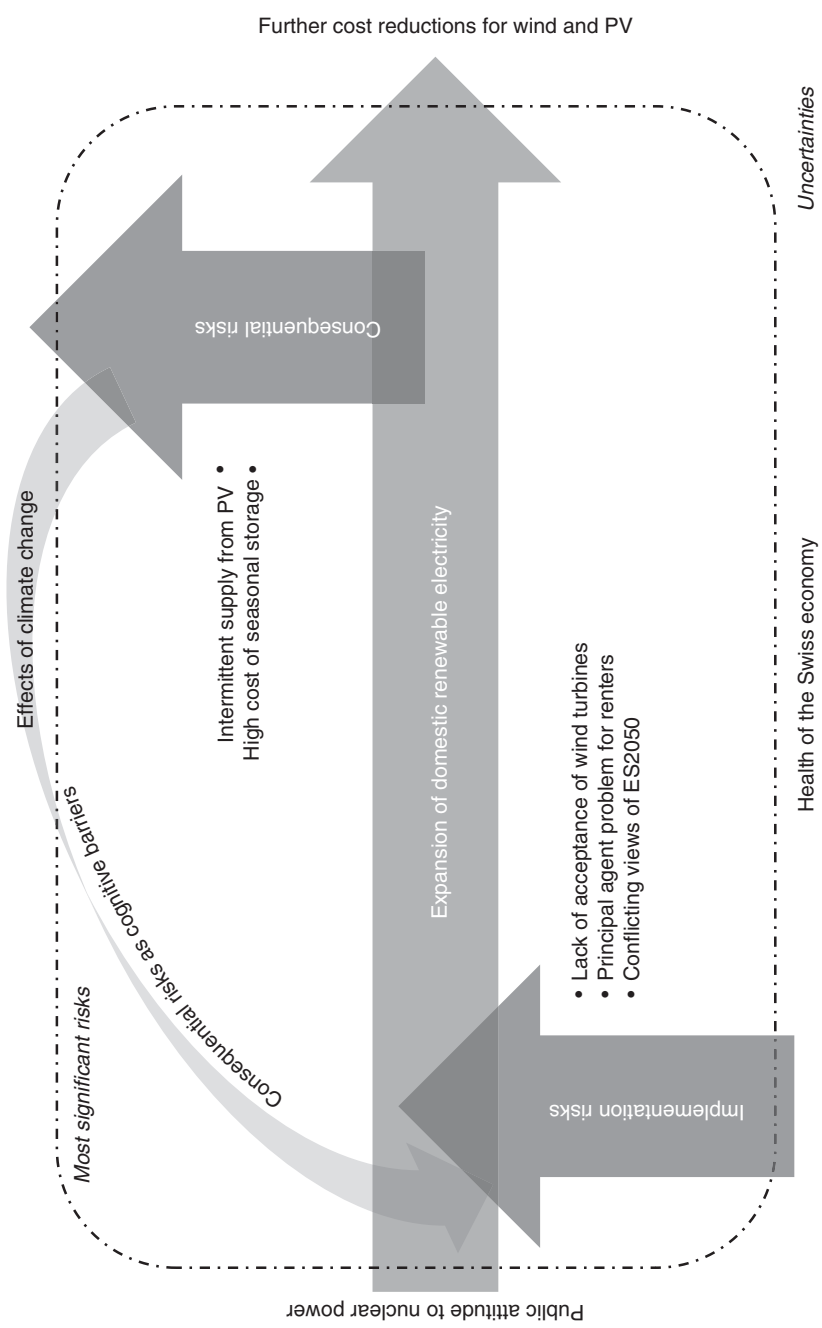 Further cost reductions for wind and PV
Uncertainties
Consequential risks
Effects of climate change
Intermittent supply from PV •
High cost of seasonal storage •
Expansion of domestic renewable electricity
• Lack of acceptance of wind turbines
• Principal agent problem for renters
• Conflicting views of ES2050
Health of the Swiss economy
Consequential risks as cognitive barriers
Most significant risks
Implementation risks
Public attitude to nuclear power